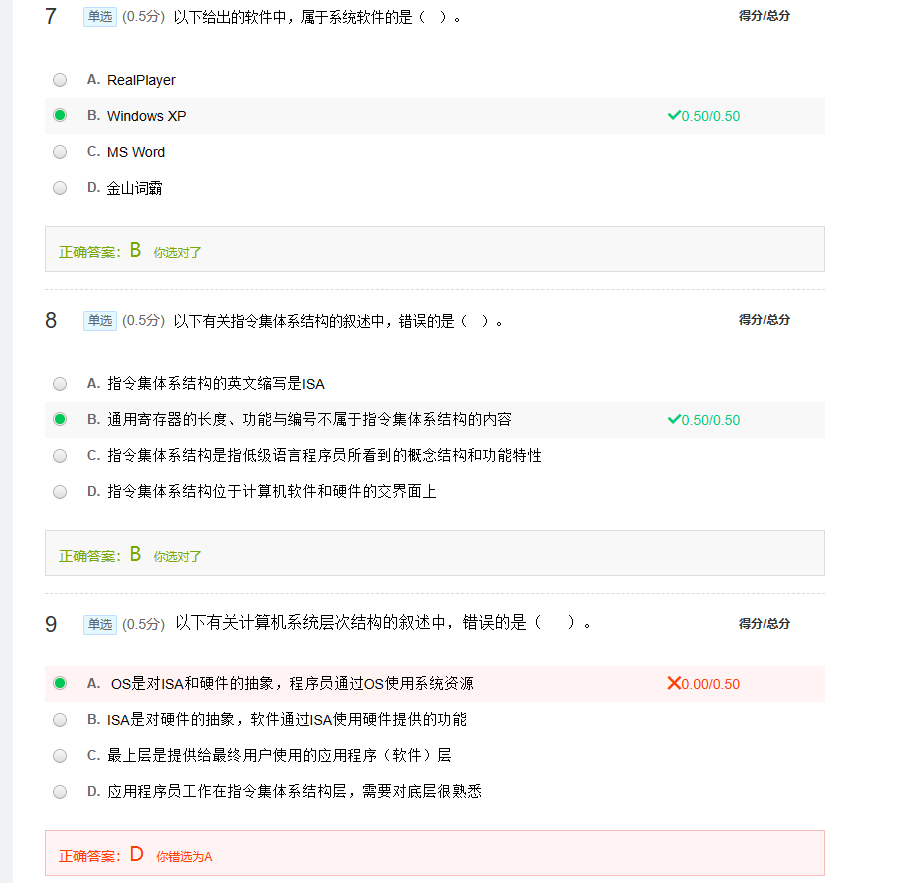 7 单选 (0.5分) 以下给出的软件中，属于系统软件的是（ ）。 得分/总分
A. RealPlayer
B. Windows XP 0.50/0.50
C. MS Word
D. 金山词霸
正确答案：B 你选对了
8 单选 (0.5分) 以下有关指令集体系结构的叙述中，错误的是（ ）。 得分/总分
A. 指令集体系结构的英文缩写是ISA
B. 通用寄存器的长度、功能与编号不属于指令集体系结构的内容 0.50/0.50
C. 指令集体系结构是指低级语言程序员所看到的概念结构和功能特性
D. 指令集体系结构位于计算机软件和硬件的交界面上
正确答案：B 你选对了
9 单选 (0.5分) 以下有关计算机系统层次结构的叙述中，错误的是（ ）。 得分/总分
A. OS是对ISA和硬件的抽象，程序员通过OS使用系统资源 0.00/0.50
B. ISA是对硬件的抽象，软件通过ISA使用硬件提供的功能
C. 最上层是提供给最终用户使用的应用程序（软件）层
D. 应用程序员工作在指令集体系结构层，需要对底层很熟悉
正确答案：D 你错选为A